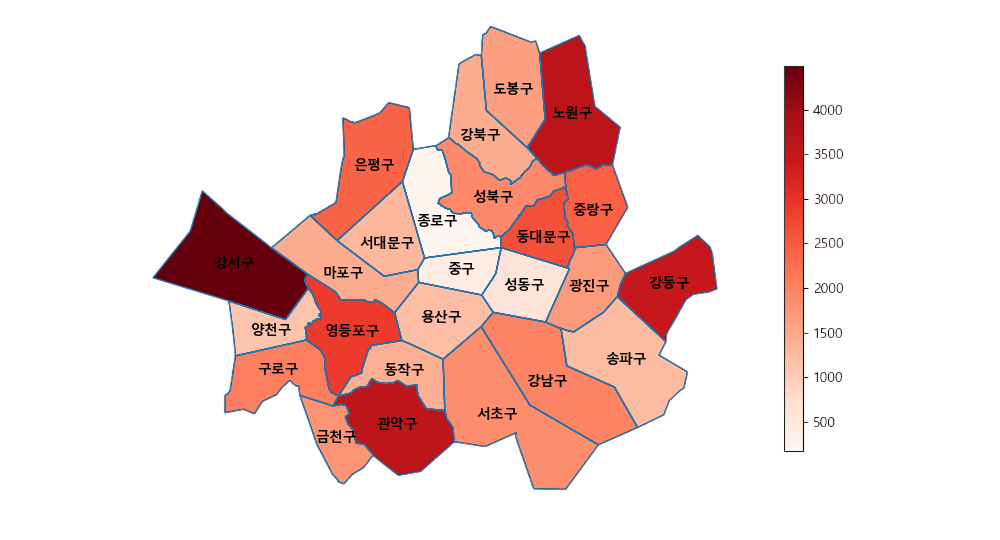 도봉구
노원구
강북구
은평구
성북구
중랑구
종로구
동대문구
서대문구
강서구
중구
마포구
강동구
성동구
광진구
용산구
양천구
영등포구
송파구
구로구
동작구
강남구
서초구
관악구
금천구
4000
3500
3000
2500
2000
1500
1000
500